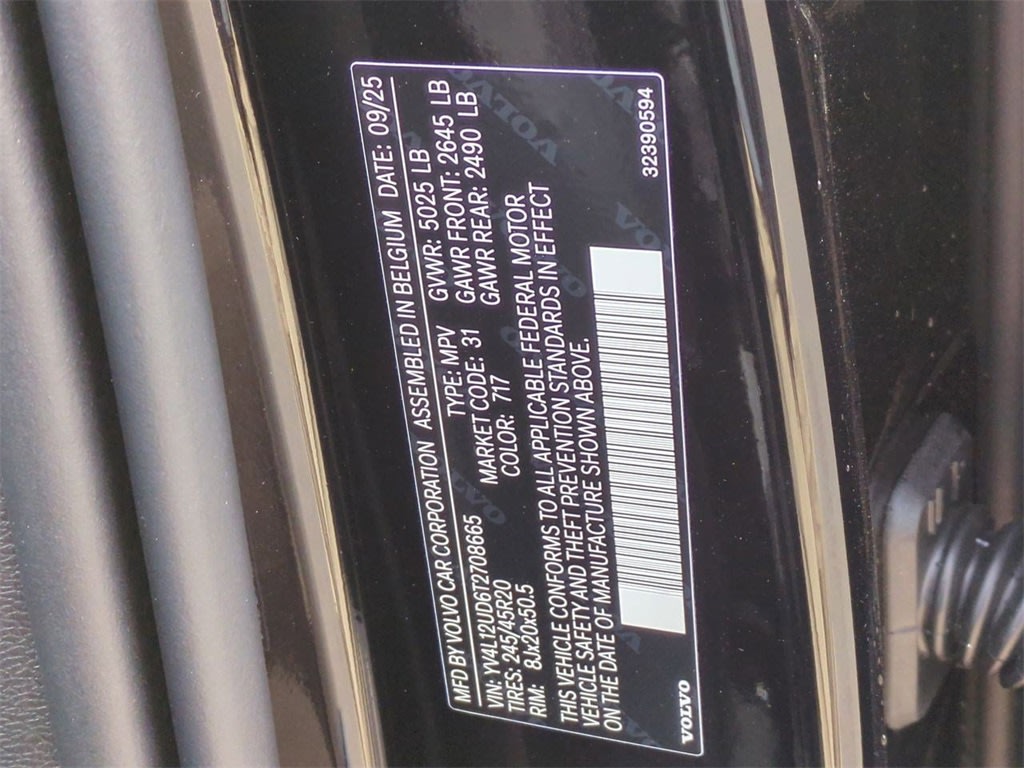 MFD BY VOLVO CAR CORPORATION ASSEMBLED IN BELGIUM DATE: 09/25
VIN: YV4L12UD6T2708665 TYPE: MPV GVWR: 5025 LB
TIRES: 245/45R20 MARKET CODE: 31 GAWR FRONT: 2645 LB
RIM: 8Jx20x50.5 COLOR: 717 GAWR REAR: 2490 LB
THIS VEHICLE CONFORMS TO ALL APPLICABLE FEDERAL MOTOR
VEHICLE SAFETY AND THEFT PREVENTION STANDARDS IN EFFECT
ON THE DATE OF MANUFACTURE SHOWN ABOVE.
VOLVO 32390594